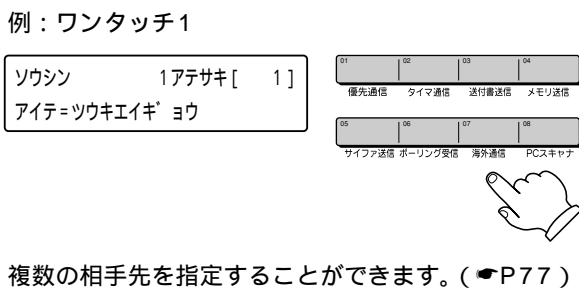 例：ワンタッチ1
ソウシン 1アテサキ[ 1]
アイテ=ツウキエイギﾞョウ
01 02 03 04
優先通信 タイマ通信 送付書送信 メモリ送信
05 06 07 08
サイファ送信 ポーリング受信 海外通信 PCスキャナ
複数の相手先を指定することができます。(☛P77)